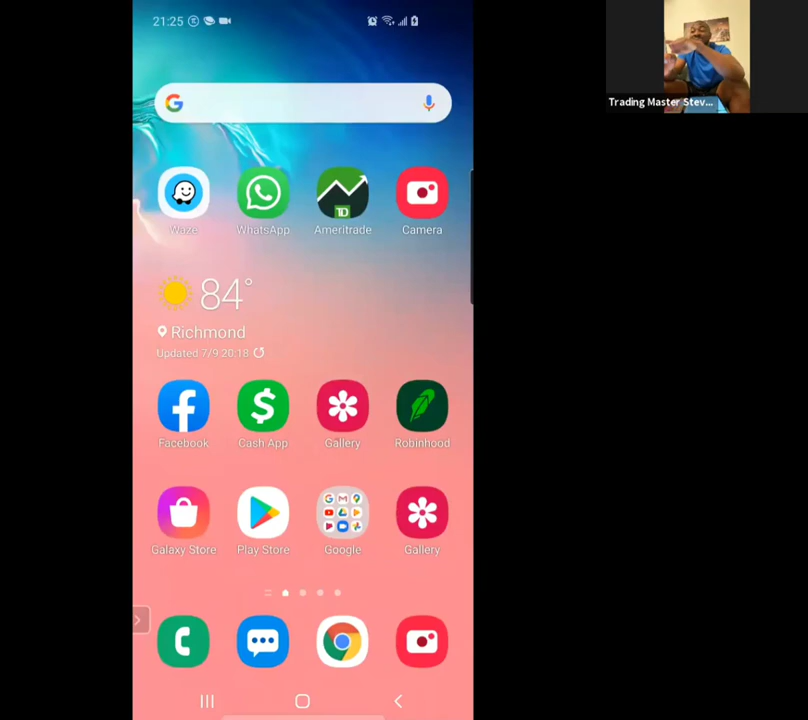 21:25
Trading Master Stev...
Waze
WhatsApp
TD
Ameritrade
Camera
84°
Richmond
Updated 7/9 20:18
Facebook
Cash App
Gallery
Robinhood
Galaxy Store
Play Store
Google
Gallery